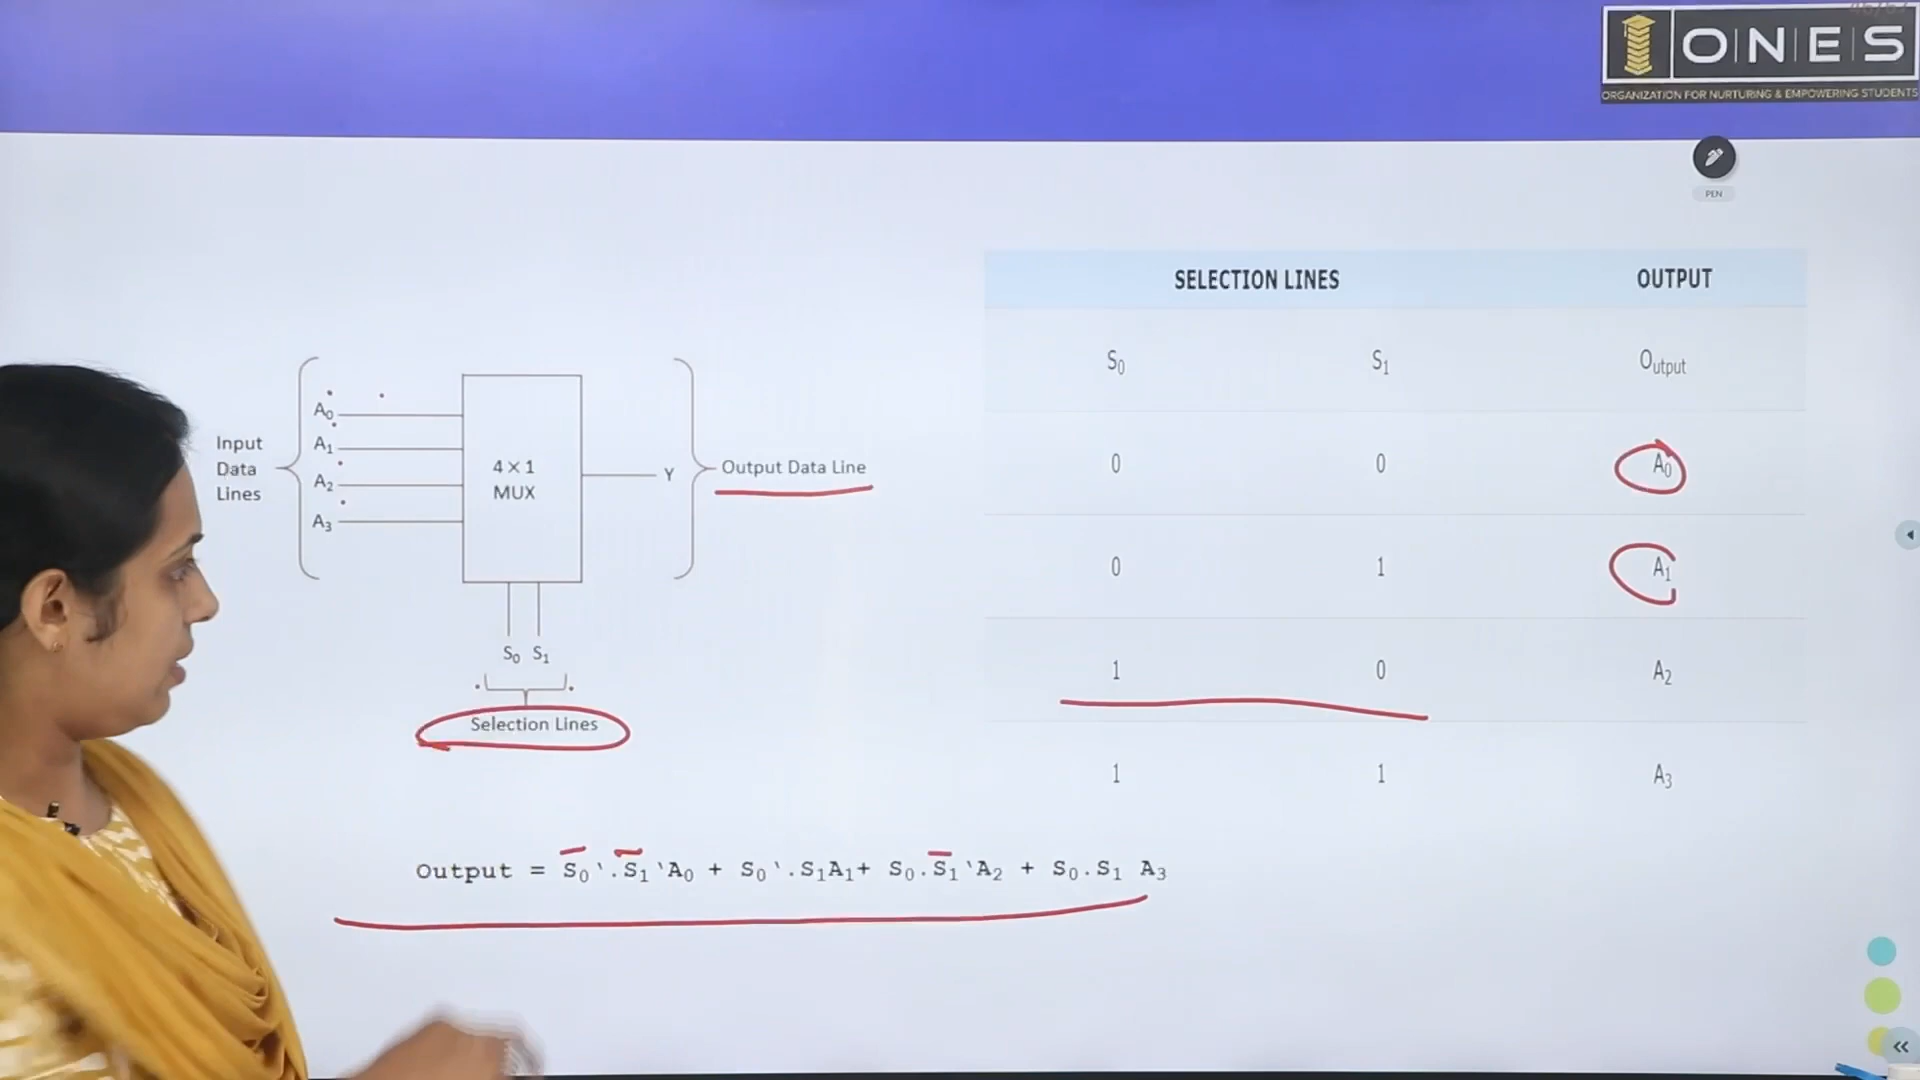 O|N|E|S
ORGANIZATION FOR NURTURING & EMPOWERING STUDENTS
PEN
SELECTION LINES OUTPUT
S₀ S₁ Output
0 0 A₀
0 1 A₁
1 0 A₂
1 1 A₃
Input
Data
Lines
A₀
A₁
A₂
A₃
4×1
MUX
Y
Output Data Line
S₀ S₁
Selection Lines
Output = S₀‛.S₁‛A₀ + S₀‛.S₁A₁+ S₀.S₁‛A₂ + S₀.S₁ A₃